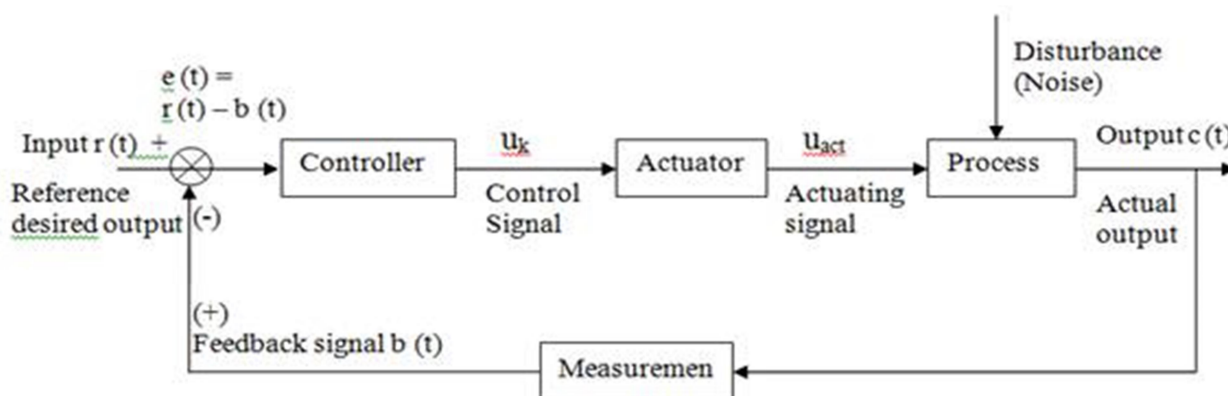 e (t) =
r (t) – b (t)
Input r (t) +
Reference
desired output
(-)
Controller
uk
Control
Signal
Actuator
uact
Actuating
signal
Process
Disturbance
(Noise)
Output c (t)
Actual
output
(+)
Feedback signal b (t)
Measuremen